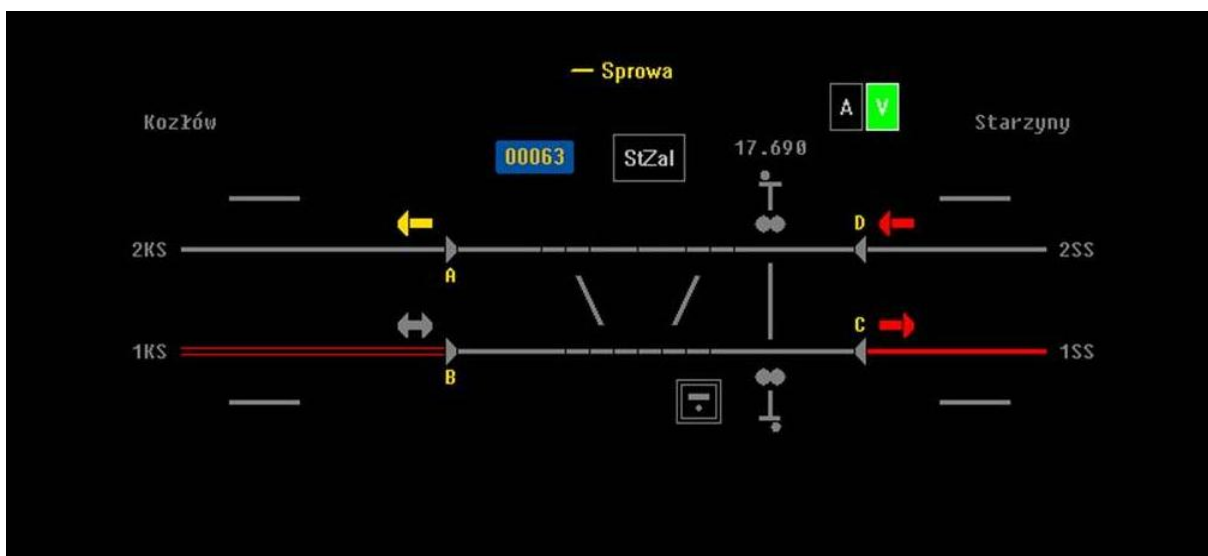 — Sprowa
A V
Kozłów
Starzyny
00063
StZal
17.690
D
2KS
2SS
A
C
1KS
1SS
B